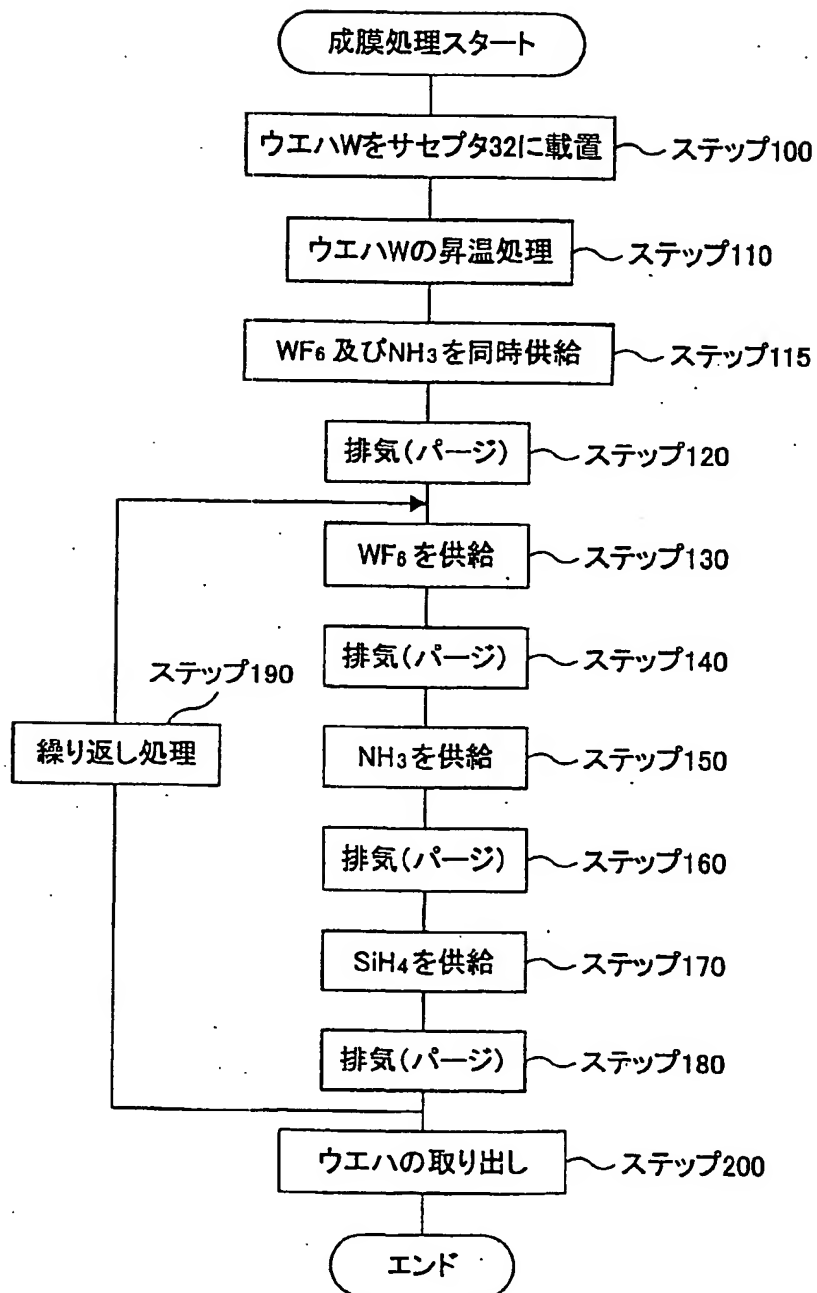 成膜処理スタート
ウエハWをサセプタ32に載置
ステップ100
ウエハWの昇温処理
ステップ110
WF₆及びNH₃を同時供給
ステップ115
排気(パージ)
ステップ120
WF₆を供給
ステップ130
排気(パージ)
ステップ140
ステップ190
繰り返し処理
NH₃を供給
ステップ150
排気(パージ)
ステップ160
SiH₄を供給
ステップ170
排気(パージ)
ステップ180
ウエハの取り出し
ステップ200
エンド